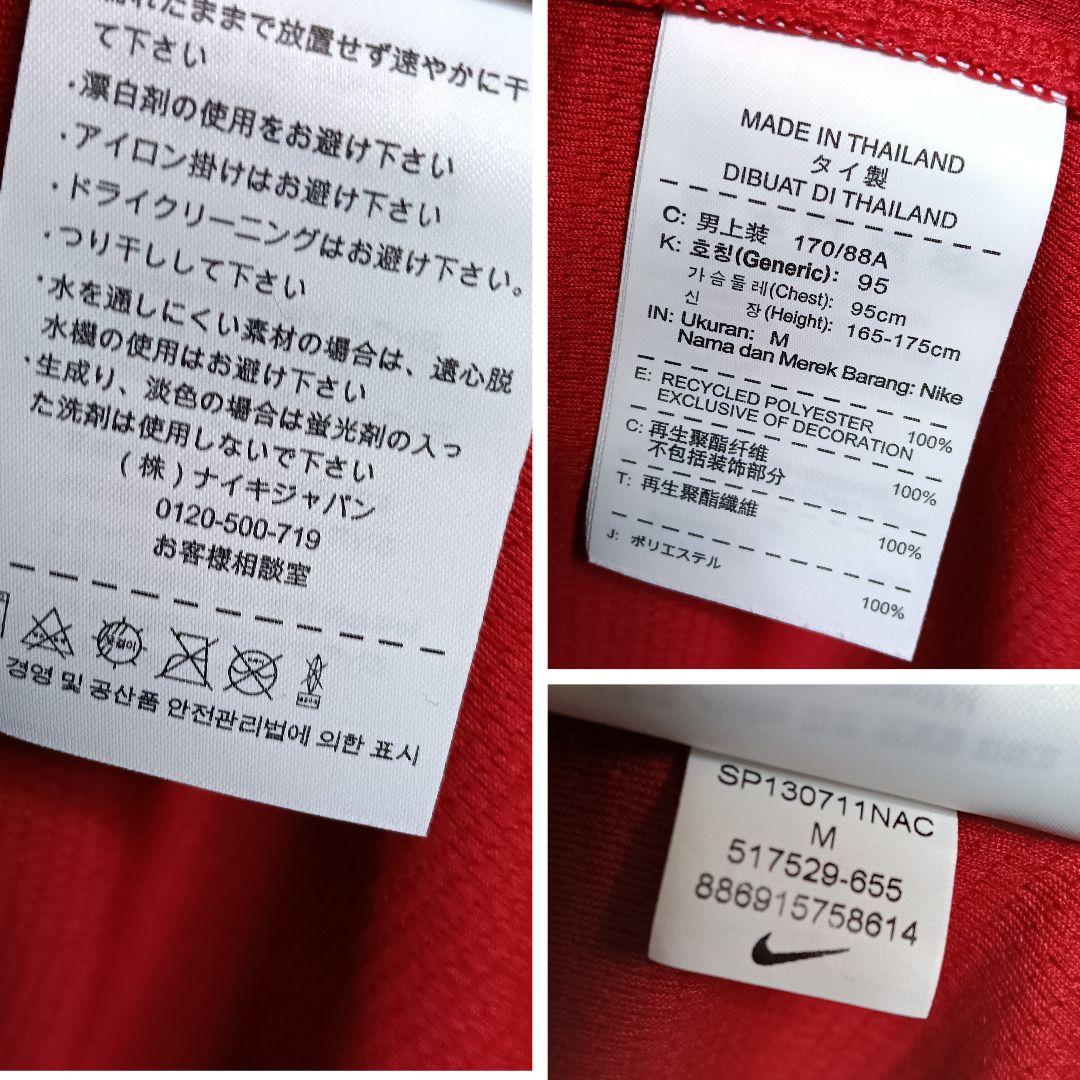 たままで放置せず速やかに干
て下さい
・漂白剤の使用をお避け下さい
・アイロン掛けはお避け下さい
・ドライクリーニングはお避け下さい。
・つり干しして下さい
・水を通しにくい素材の場合は、遠心脱
水機の使用はお避け下さい
・生成り、淡色の場合は蛍光剤の入っ
た洗剤は使用しないで下さい
(株)ナイキジャパン
0120-500-719
お客様相談室
경영 및 공산품 안전관리법에 의한 표시
MADE IN THAILAND
タイ製
DIBUAT DI THAILAND
C: 男上装 170/88A
K: 호칭(Generic): 95
가슴둘레(Chest): 95cm
신 장(Height): 165-175cm
IN: Ukuran: M
Nama dan Merek Barang: Nike
E: RECYCLED POLYESTER 100%
EXCLUSIVE OF DECORATION
C: 再生聚酯纤维 100%
不包括装饰部分
T: 再生聚酯纖維 100%
J: ポリエステル 100%
SP130711NAC
M
517529-655
886915758614